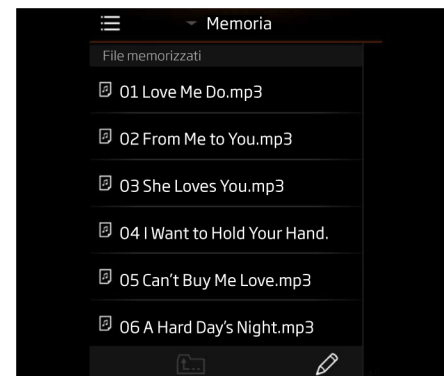 Memoria
File memorizzati
01 Love Me Do.mp3
02 From Me to You.mp3
03 She Loves You.mp3
04 I Want to Hold Your Hand.
05 Can't Buy Me Love.mp3
06 A Hard Day's Night.mp3